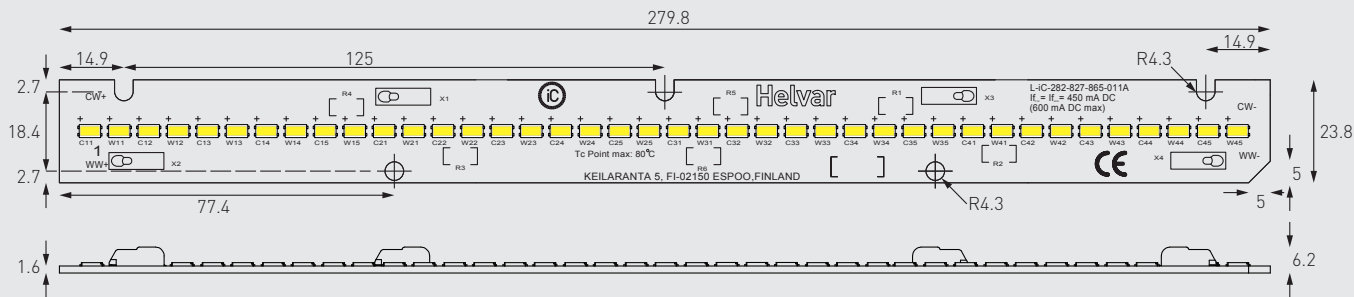 279.8
14.9
125
14.9
R4.3
2.7
18.4
2.7
CW+
R4
X1
iC
R5
Helvar
R1
X3
L-iC-282-827-865-011A
If_= If_= 450 mA DC
(600 mA DC max)
CW-
23.8
+ + + + + + + + + + + + + + + + + + + + + + + + + + + + + + + + + + + + + + + +
C11 W11 C12 W12 C13 W13 C14 W14 C15 W15 C21 W21 C22 W22 C23 W23 C24 W24 C25 W25 C31 W31 C32 W32 C33 W33 C34 W34 C35 W35 C41 W41 C42 W42 C43 W43 C44 W44 C45 W45
1
WW+
X2
R3
Tc Point max: 80°C
R6
R2
CE
X4
WW-
KEILARANTA 5, FI-02150 ESPOO,FINLAND
5
77.4
R4.3
5
1.6
6.2